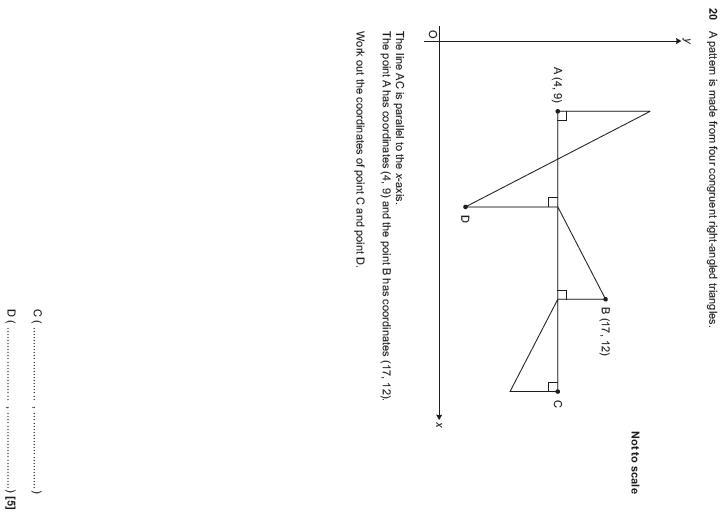 20 A pattern is made from four congruent right-angled triangles.
Not to scale
y
A (4, 9)
B (17, 12)
C
D
O
x
The line AC is parallel to the x-axis.
The point A has coordinates (4, 9) and the point B has coordinates (17, 12).
Work out the coordinates of point C and point D.
C ( .................... , .................... )
D ( .................... , .................... ) [5]